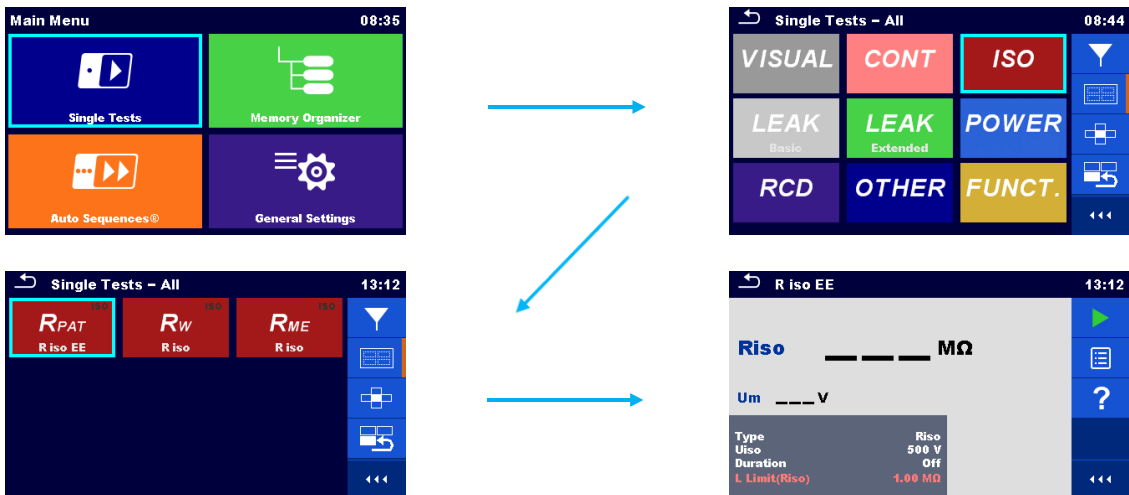 Main Menu 08:35
Single Tests Memory Organizer
Auto Sequences® General Settings
Single Tests – All 08:44
VISUAL CONT ISO
LEAK LEAK POWER
Basic Extended
RCD OTHER FUNCT.
Single Tests – All 13:12
ISO ISO ISO
RPAT RW RME
R iso EE R iso R iso
R iso EE 13:12
Riso ___ MΩ
Um ___V
?
Type Riso
Uiso 500 V
Duration Off
L Limit(Riso) 1.00 MΩ